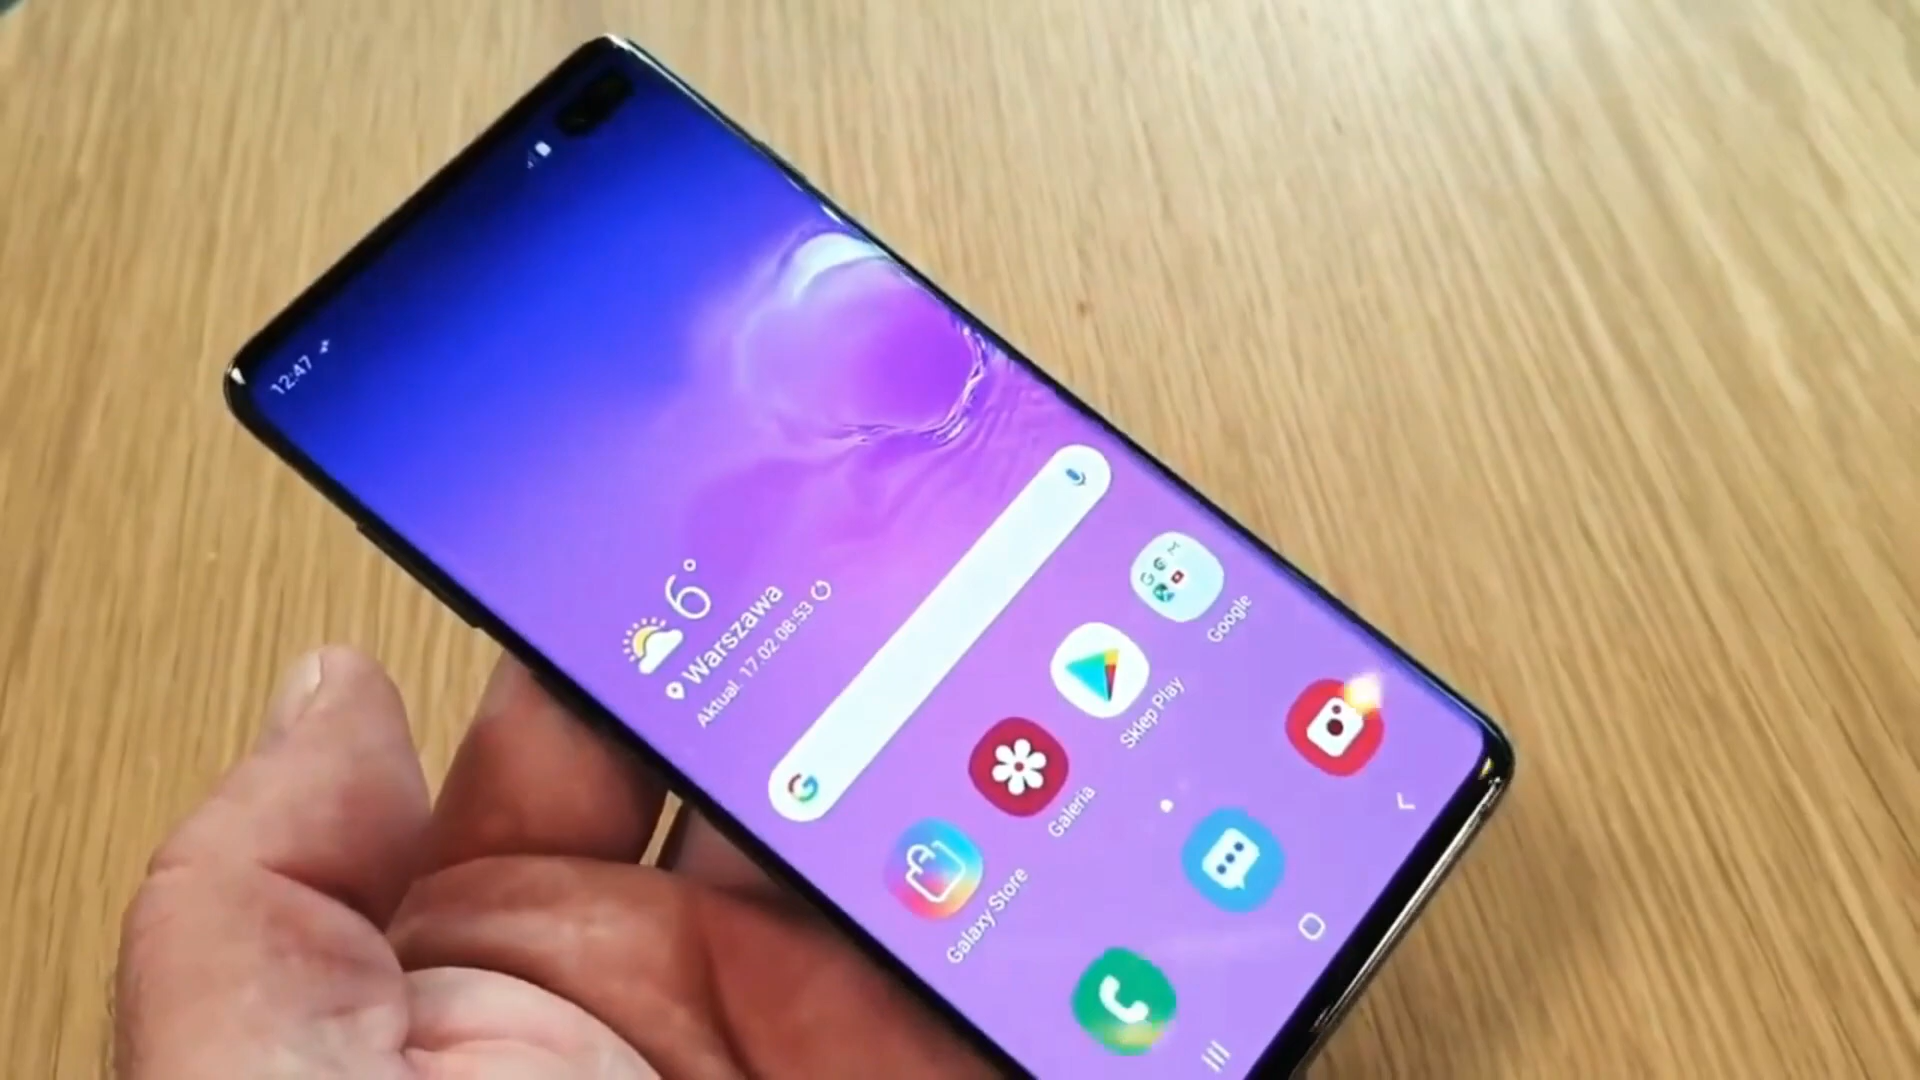 12:47
6°
Warszawa
Aktual. 17.02 08:53
Galaxy Store
Galeria
Sklep Play
Google